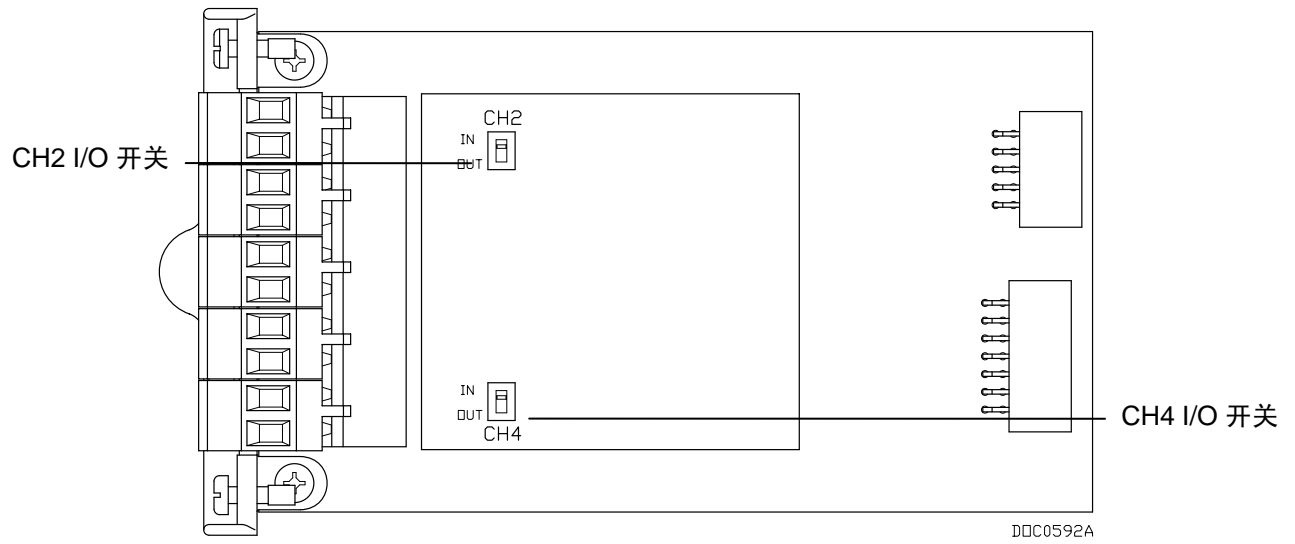 CH2
IN
OUT
CH2 I/O 开关
IN
OUT
CH4
CH4 I/O 开关
DOC0592A